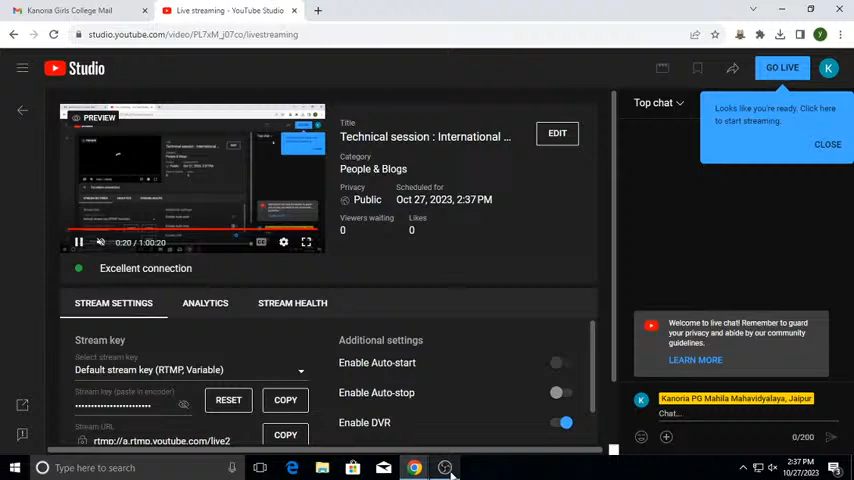 Kanoria Girls College Mail
Live streaming - YouTube Studio
studio.youtube.com/video/PL7xM_j07co/livestreaming
y
Studio
GO LIVE
K
PREVIEW
Looks like you're ready. Click here
to start streaming.
CLOSE
Top chat
Title
Technical session : International ...
EDIT
Category
People & Blogs
Privacy
Public
Scheduled for
Oct 27, 2023, 2:37 PM
Viewers waiting
0
Likes
0
0:20 / 1:00:20
Excellent connection
STREAM SETTINGS
ANALYTICS
STREAM HEALTH
Stream key
Select stream key
Default stream key (RTMP, Variable)
Stream key (paste in encoder)
RESET
COPY
Stream URL
rtmp://a.rtmp.youtube.com/live2
COPY
Additional settings
Enable Auto-start
Enable Auto-stop
Enable DVR
Welcome to live chat! Remember to guard
your privacy and abide by our community
guidelines.
LEARN MORE
K
Kanoria PG Mahila Mahavidyalaya, Jaipur
Chat...
0/200
Type here to search
2:37 PM
10/27/2023
3